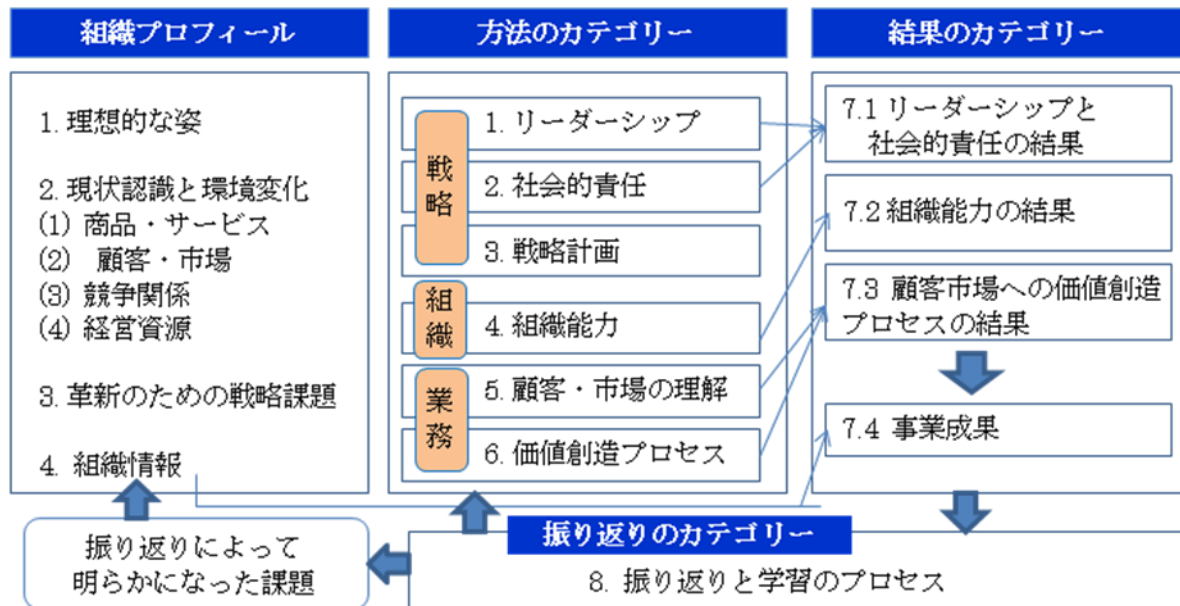 組織プロフィール
1. 理想的な姿
2. 現状認識と環境変化
(1) 商品・サービス
(2) 顧客・市場
(3) 競争関係
(4) 経営資源
3. 革新のための戦略課題
4. 組織情報
方法のカテゴリー
戦略
1. リーダーシップ
2. 社会的責任
3. 戦略計画
組織
4. 組織能力
業務
5. 顧客・市場の理解
6. 価値創造プロセス
結果のカテゴリー
7.1 リーダーシップと
社会的責任の結果
7.2 組織能力の結果
7.3 顧客市場への価値創造
プロセスの結果
7.4 事業成果
振り返りのカテゴリー
8. 振り返りと学習のプロセス
振り返りによって
明らかになった課題